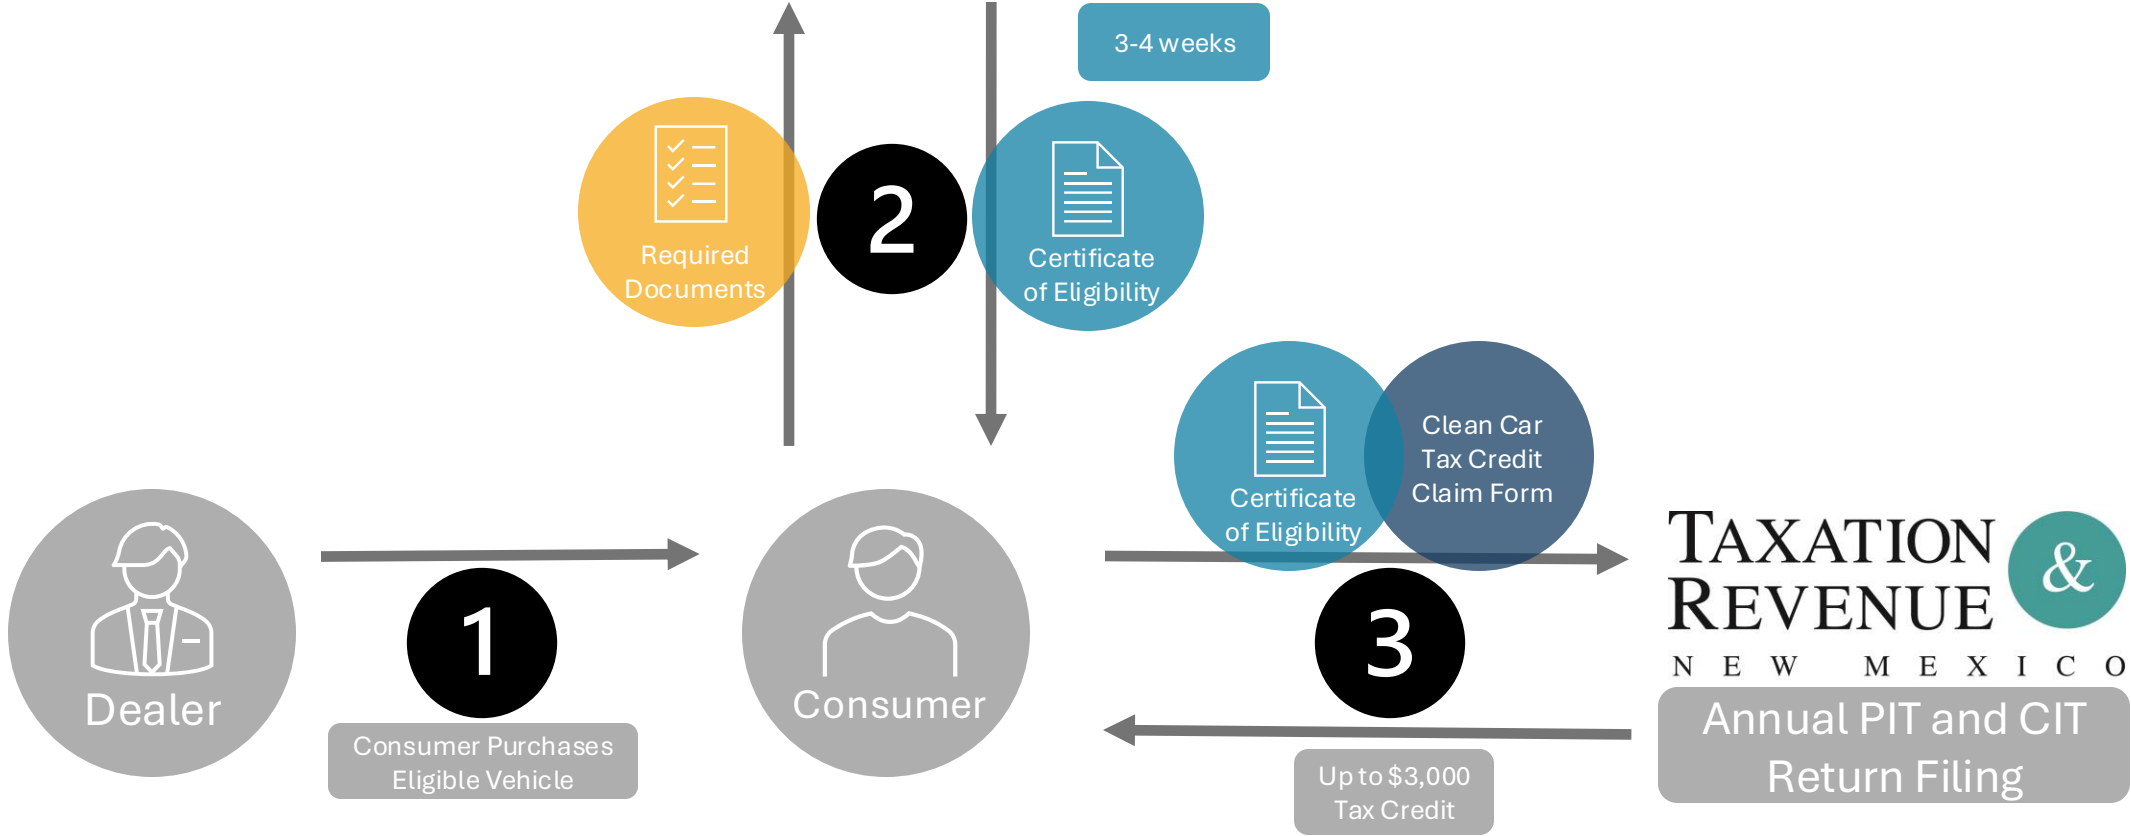 3-4 weeks
2
Required
Documents
Certificate
of Eligibility
Certificate
of Eligibility
Clean Car
Tax Credit
Claim Form
Dealer
1
Consumer Purchases
Eligible Vehicle
Consumer
3
Up to $3,000
Tax Credit
TAXATION
&
REVENUE
NEW MEXICO
Annual PIT and CIT
Return Filing